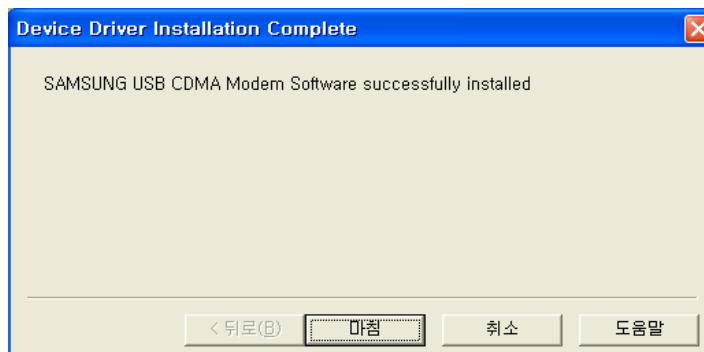 Device Driver Installation Complete
SAMSUNG USB CDMA Modem Software successfully installed
< 뒤로(B) 마침 취소 도움말